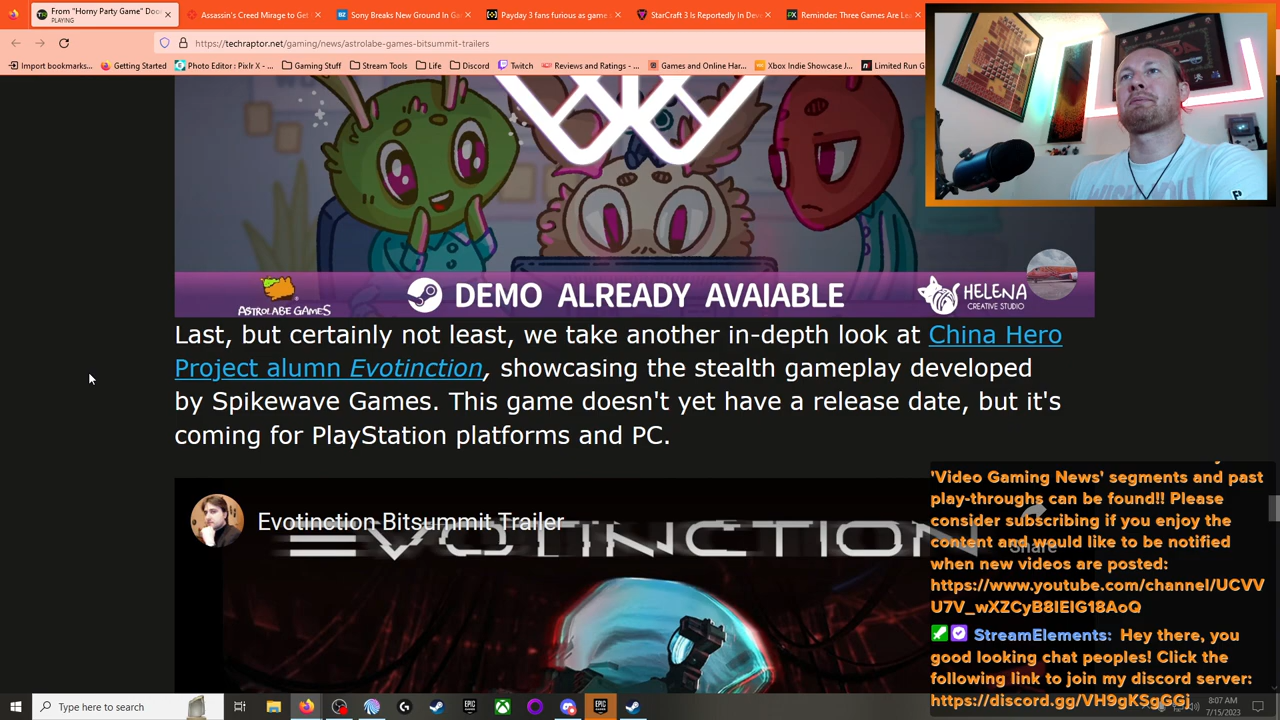 From "Horny Party Game" Doo
PLAYING
Assassin's Creed Mirage to Get
Sony Breaks New Ground In Ga
Payday 3 fans furious as game
StarCraft 3 Is Reportedly In Dev
Reminder: Three Games Are Lea
https://techraptor.net/gaming/news/astrolabe-games-bitsummit-trailers
Import bookmarks...
Getting Started
Photo Editor : Pixlr X - ...
Gaming Stuff
Stream Tools
Life
Discord
Twitch
Reviews and Ratings - ...
Games and Online Har...
Xbox Indie Showcase J...
Limited Run G
ASTROLABE GAMES
DEMO ALREADY AVAIABLE
HELENA
CREATIVE STUDIO
Last, but certainly not least, we take another in-depth look at China Hero
Project alumn Evotinction, showcasing the stealth gameplay developed
by Spikewave Games. This game doesn't yet have a release date, but it's
coming for PlayStation platforms and PC.
Evotinction Bitsummit Trailer
EVOTINCTION
Share
'Video Gaming News' segments and past
play-throughs can be found!! Please
consider subscribing if you enjoy the
content and would like to be notified
when new videos are posted:
https://www.youtube.com/channel/UCVV
U7V_wXZCyB8IEIG18AoQ
StreamElements: Hey there, you
good looking chat peoples! Click the
following link to join my discord server:
https://discord.gg/VH9gKSgGGj
Type here to search
8:07 AM
7/15/2023